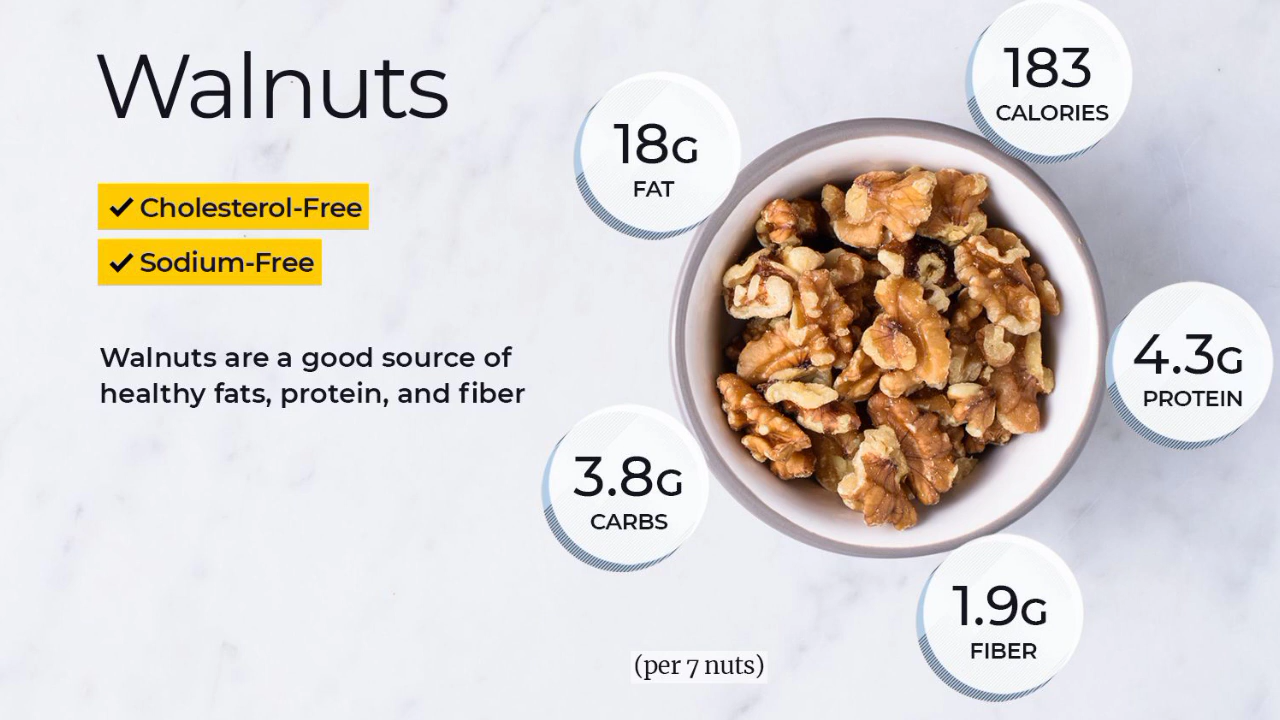 Walnuts
✓ Cholesterol-Free
✓ Sodium-Free
Walnuts are a good source of
healthy fats, protein, and fiber
183
CALORIES
18G
FAT
4.3G
PROTEIN
3.8G
CARBS
1.9G
FIBER
(per 7 nuts)